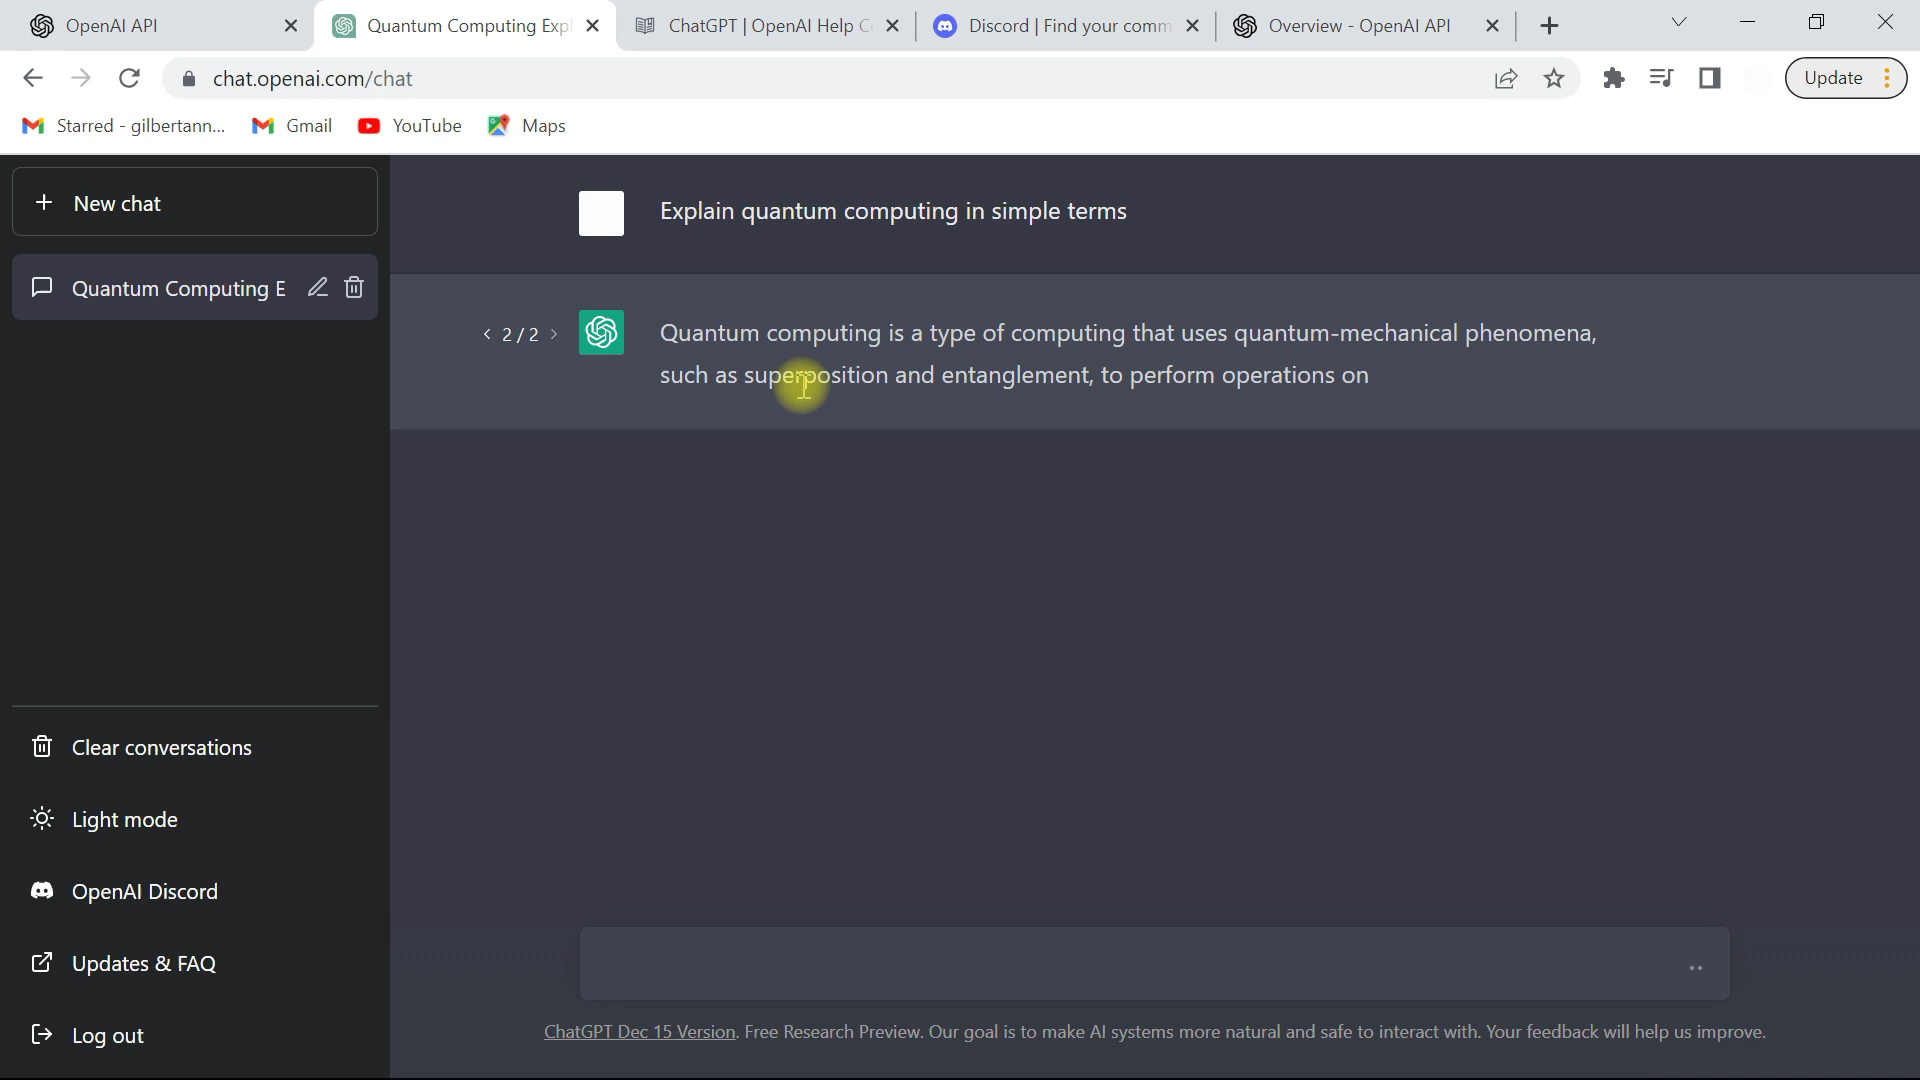 OpenAI API
Quantum Computing Expl
ChatGPT | OpenAI Help C
Discord | Find your comm
Overview - OpenAI API
chat.openai.com/chat
Update
Starred - gilbertann...
Gmail
YouTube
Maps
New chat
Explain quantum computing in simple terms
Quantum Computing E
2 / 2
Quantum computing is a type of computing that uses quantum-mechanical phenomena,
such as superposition and entanglement, to perform operations on
Clear conversations
Light mode
OpenAI Discord
Updates & FAQ
Log out
ChatGPT Dec 15 Version. Free Research Preview. Our goal is to make AI systems more natural and safe to interact with. Your feedback will help us improve.